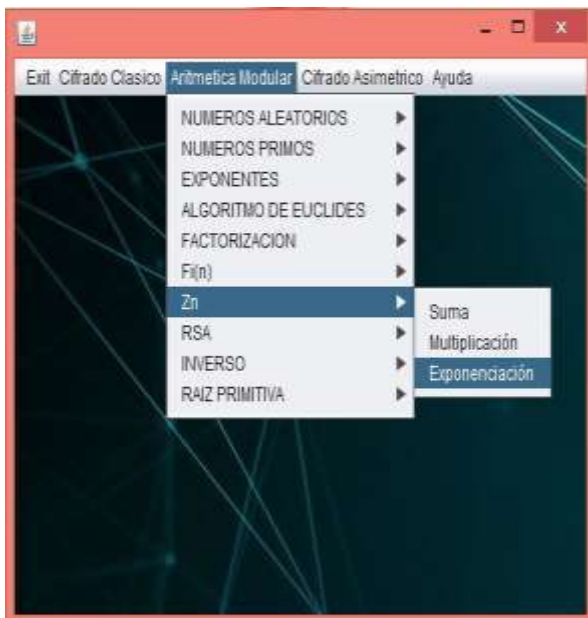 Exit Cifrado Clasico Aritmetica Modular Cifrado Asimetrico Ayuda
NUMEROS ALEATORIOS
NUMEROS PRIMOS
EXPONENTES
ALGORITMO DE EUCLIDES
FACTORIZACION
Fi(n)
Zn
RSA
INVERSO
RAIZ PRIMITIVA
Suma
Multiplicación
Exponenciación